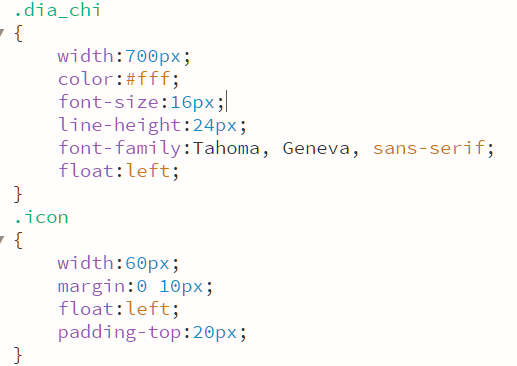 .dia_chi
{
width:700px;
color:#fff;
font-size:16px;
line-height:24px;
font-family:Tahoma, Geneva, sans-serif;
float:left;
}
.icon
{
width:60px;
margin:0 10px;
float:left;
padding-top:20px;
}